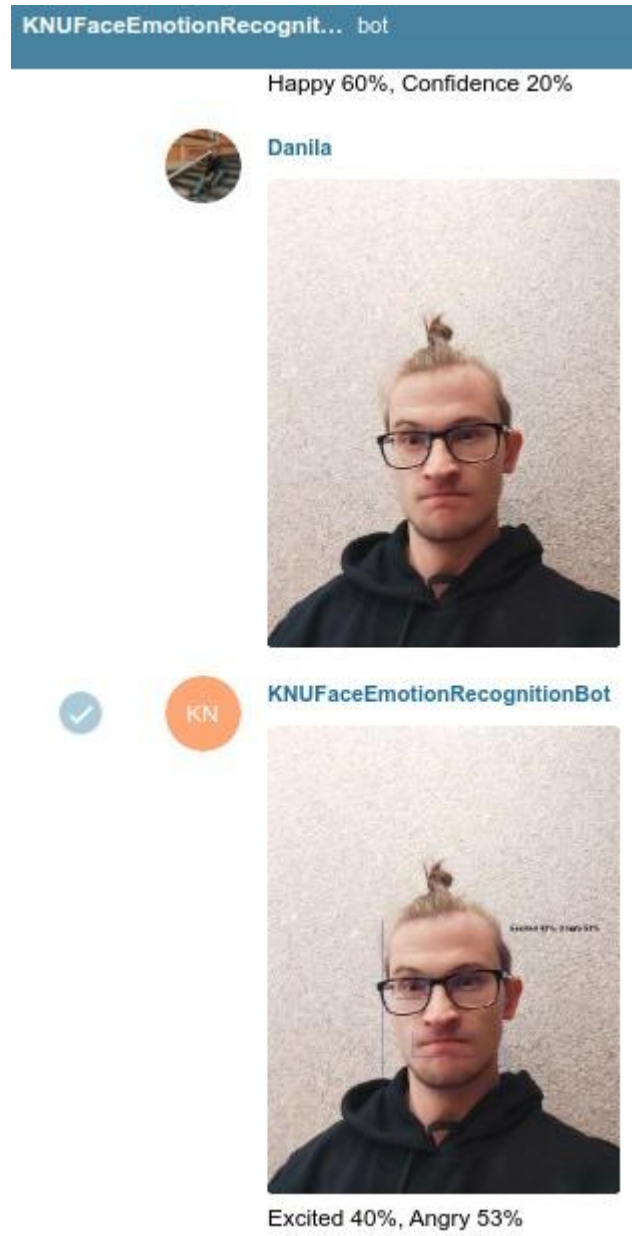 KNUFaceEmotionRecognit... bot
Happy 60%, Confidence 20%
Danila
KN
KNUFaceEmotionRecognitionBot
Excited 40%, Angry 53%